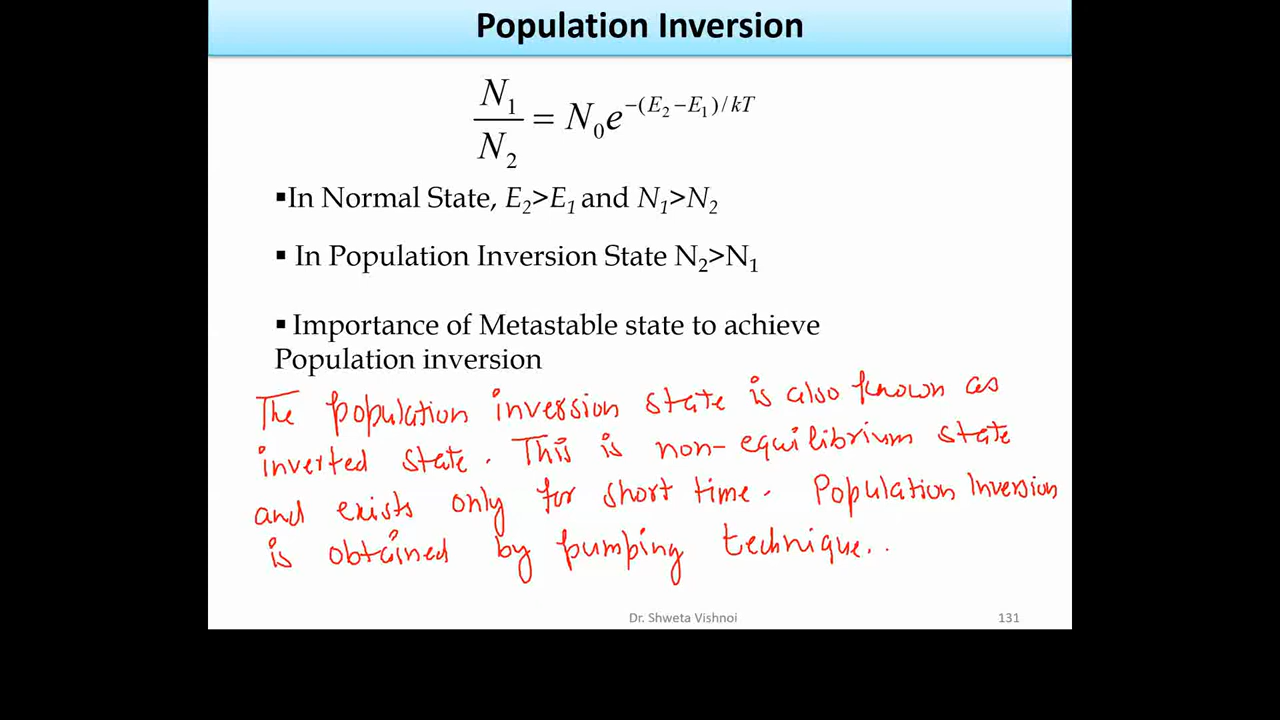 Population Inversion
N₁/N₂ = N₀e^{-(E₂-E₁)/kT}
▪In Normal State, E₂>E₁ and N₁>N₂
▪ In Population Inversion State N₂>N₁
▪ Importance of Metastable state to achieve
Population inversion
The population inversion state is also known as
inverted state. This is non-equilibrium state
and exists only for short time. Population Inversion
is obtained by pumping technique..
Dr. Shweta Vishnoi 131